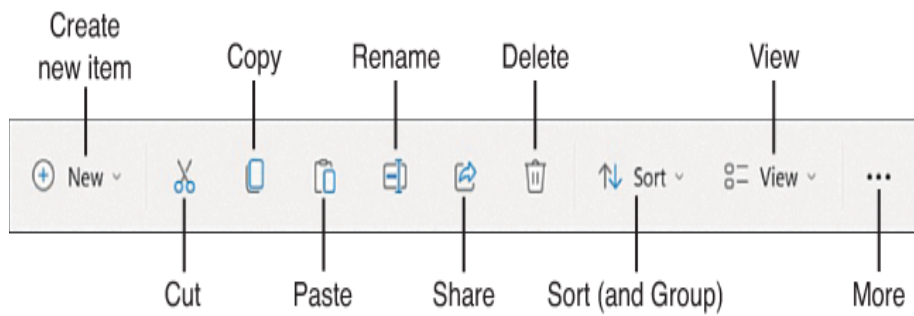 Create
new item
Copy
Rename
Delete
View
New
Sort
View
Cut
Paste
Share
Sort (and Group)
More